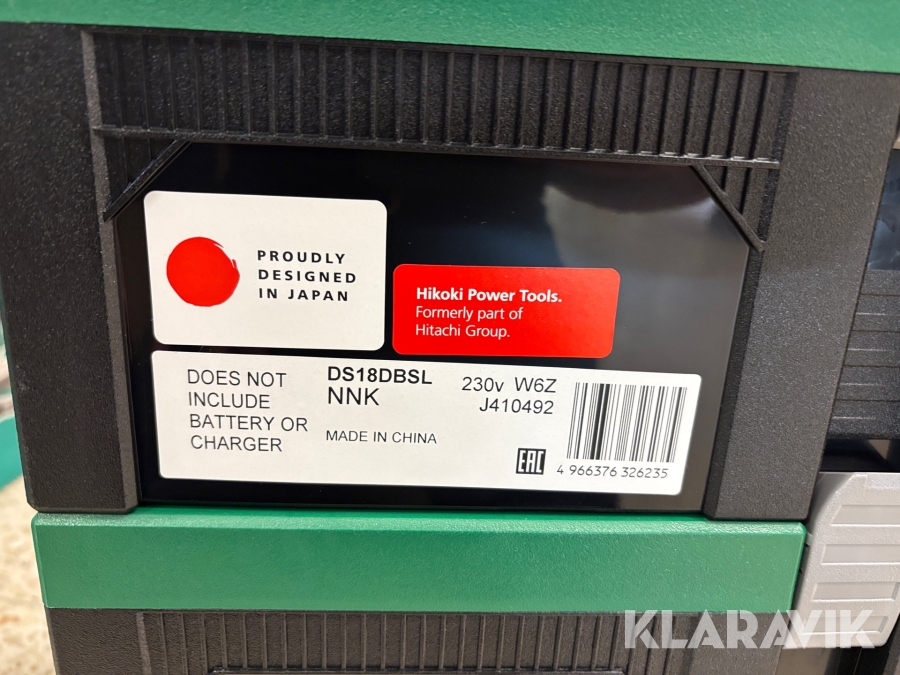 PROUDLY
DESIGNED
IN JAPAN
Hikoki Power Tools.
Formerly part of
Hitachi Group.
DOES NOT
INCLUDE
BATTERY OR
CHARGER
DS18DBSL
NNK
MADE IN CHINA
230v W6Z
J410492
EAC
4 966376 326235
KLARAVIK